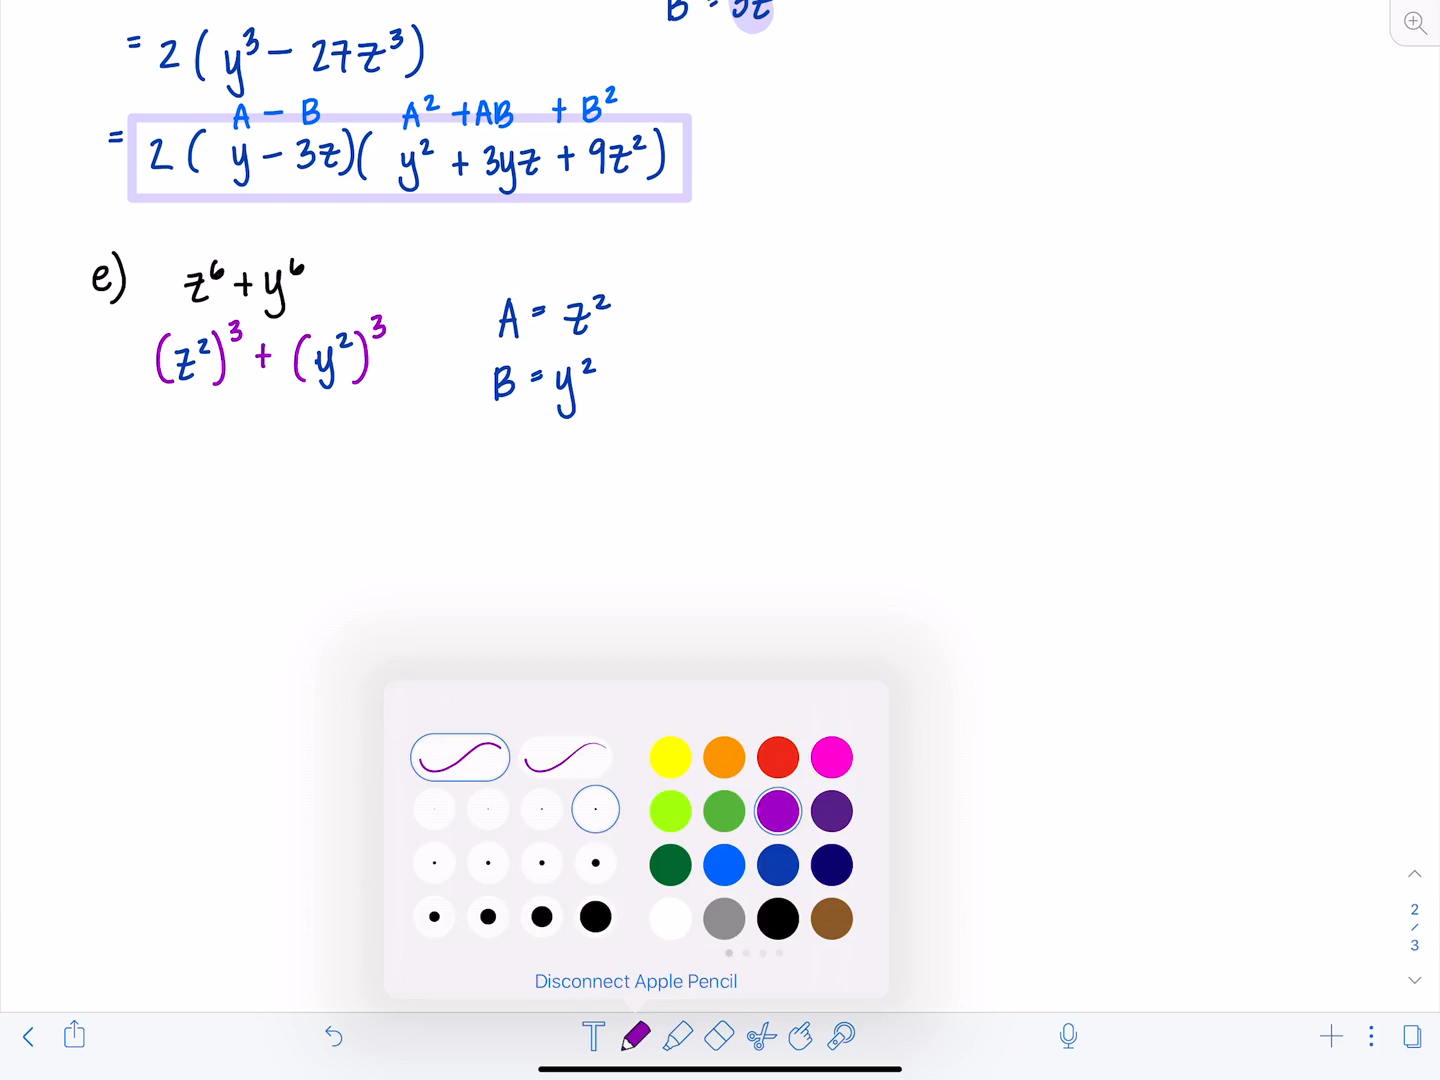 B = 3z
= 2 ( y³ − 27z³ )
A − B A² + AB + B²
= 2 ( y − 3z )( y² + 3yz + 9z² )
e) z⁶ + y⁶
(z²)³ + (y²)³
A = z²
B = y²
Disconnect Apple Pencil
2
/
3
T